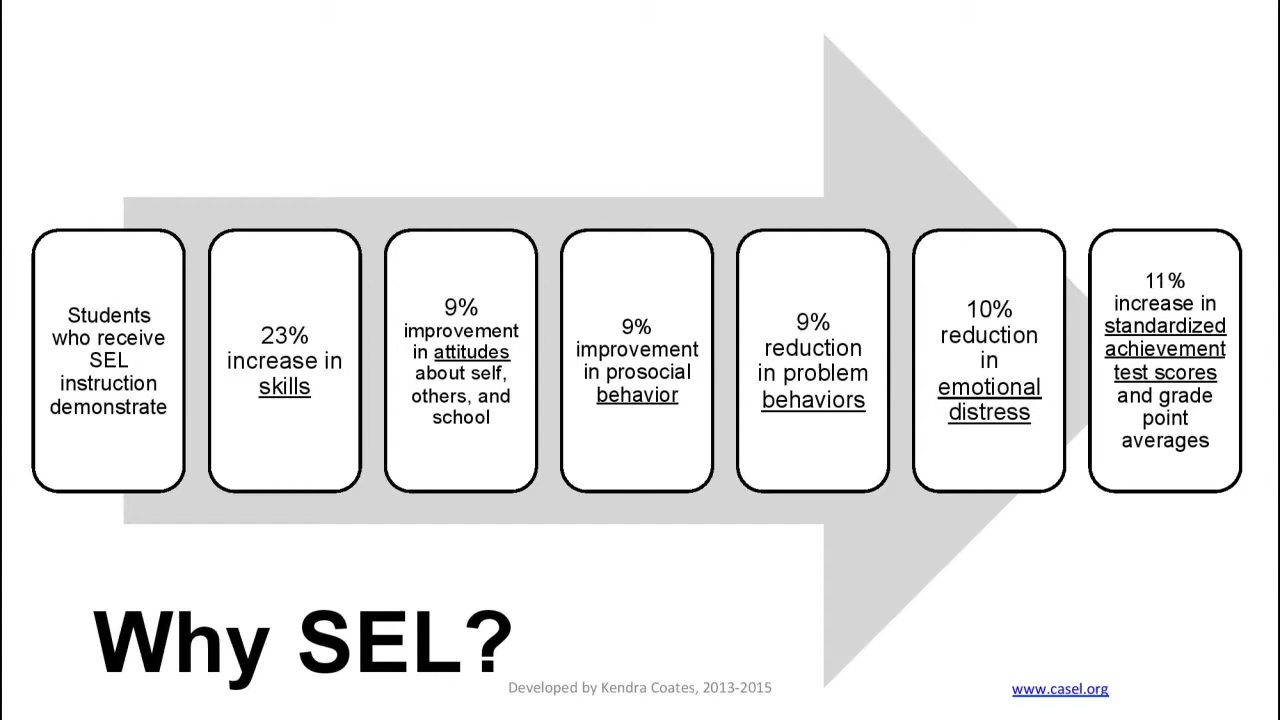 Students
who receive
SEL
instruction
demonstrate
23%
increase in
skills
9%
improvement
in attitudes
about self,
others, and
school
9%
improvement
in prosocial
behavior
9%
reduction
in problem
behaviors
10%
reduction
in
emotional
distress
11%
increase in
standardized
achievement
test scores
and grade
point
averages
Why SEL?
Developed by Kendra Coates, 2013-2015
www.casel.org